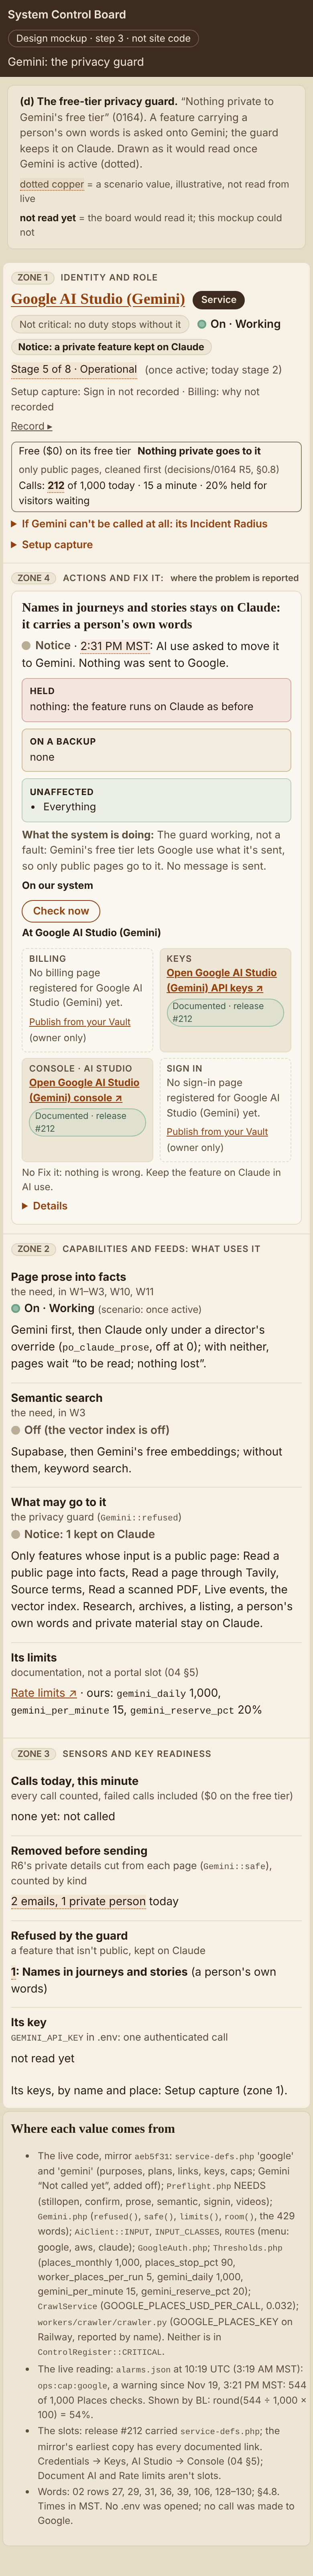 System Control Board
Design mockup · step 3 · not site code
Gemini: the privacy guard
(d) The free-tier privacy guard. “Nothing private to
Gemini's free tier” (0164). A feature carrying a
person's own words is asked onto Gemini; the guard
keeps it on Claude. Drawn as it would read once
Gemini is active (dotted).
dotted copper = a scenario value, illustrative, not read from
live
not read yet = the board would read it; this mockup could
not
ZONE 1 IDENTITY AND ROLE
Google AI Studio (Gemini) Service
Not critical: no duty stops without it On · Working
Notice: a private feature kept on Claude
Stage 5 of 8 · Operational (once active; today stage 2)
Setup capture: Sign in not recorded · Billing: why not
recorded
Record ▸
Free ($0) on its free tier Nothing private goes to it
only public pages, cleaned first (decisions/0164 R5, §0.8)
Calls: 212 of 1,000 today · 15 a minute · 20% held for
visitors waiting
▶ If Gemini can't be called at all: its Incident Radius
▶ Setup capture
ZONE 4 ACTIONS AND FIX IT: where the problem is reported
Names in journeys and stories stays on Claude:
it carries a person's own words
Notice · 2:31 PM MST: AI use asked to move it
to Gemini. Nothing was sent to Google.
HELD
nothing: the feature runs on Claude as before
ON A BACKUP
none
UNAFFECTED
• Everything
What the system is doing: The guard working, not a
fault: Gemini's free tier lets Google use what it's sent,
so only public pages go to it. No message is sent.
On our system
Check now
At Google AI Studio (Gemini)
BILLING
No billing page
registered for Google AI
Studio (Gemini) yet.
Publish from your Vault
(owner only)
KEYS
Open Google AI Studio
(Gemini) API keys ↗
Documented · release
#212
CONSOLE · AI STUDIO
Open Google AI Studio
(Gemini) console ↗
Documented · release
#212
SIGN IN
No sign-in page
registered for Google AI
Studio (Gemini) yet.
Publish from your Vault
(owner only)
No Fix it: nothing is wrong. Keep the feature on Claude in
AI use.
▶ Details
ZONE 2 CAPABILITIES AND FEEDS: WHAT USES IT
Page prose into facts
the need, in W1–W3, W10, W11
On · Working (scenario: once active)
Gemini first, then Claude only under a director's
override (po_claude_prose, off at 0); with neither,
pages wait “to be read; nothing lost”.
Semantic search
the need, in W3
Off (the vector index is off)
Supabase, then Gemini's free embeddings; without
them, keyword search.
What may go to it
the privacy guard (Gemini::refused)
Notice: 1 kept on Claude
Only features whose input is a public page: Read a
public page into facts, Read a page through Tavily,
Source terms, Read a scanned PDF, Live events, the
vector index. Research, archives, a listing, a person's
own words and private material stay on Claude.
Its limits
documentation, not a portal slot (04 §5)
Rate limits ↗ · ours: gemini_daily 1,000,
gemini_per_minute 15, gemini_reserve_pct 20%
ZONE 3 SENSORS AND KEY READINESS
Calls today, this minute
every call counted, failed calls included ($0 on the free tier)
none yet: not called
Removed before sending
R6's private details cut from each page (Gemini::safe),
counted by kind
2 emails, 1 private person today
Refused by the guard
a feature that isn't public, kept on Claude
1: Names in journeys and stories (a person's own
words)
Its key
GEMINI_API_KEY in .env: one authenticated call
not read yet
Its keys, by name and place: Setup capture (zone 1).
Where each value comes from
• The live code, mirror aeb5f31: service-defs.php 'google'
and 'gemini' (purposes, plans, links, keys, caps; Gemini
“Not called yet”, added off); Preflight.php NEEDS
(stillopen, confirm, prose, semantic, signin, videos);
Gemini.php (refused(), safe(), limits(), room(), the 429
words); AiClient::INPUT, INPUT_CLASSES, ROUTES (menu:
google, aws, claude); GoogleAuth.php; Thresholds.php
(places_monthly 1,000, places_stop_pct 90,
worker_places_per_run 5, gemini_daily 1,000,
gemini_per_minute 15, gemini_reserve_pct 20);
CrawlService (GOOGLE_PLACES_USD_PER_CALL, 0.032);
workers/crawler/crawler.py (GOOGLE_PLACES_KEY on
Railway, reported by name). Neither is in
ControlRegister::CRITICAL.
• The live reading: alarms.json at 10:19 UTC (3:19 AM MST):
ops:cap:google, a warning since Nov 19, 3:21 PM MST: 544
of 1,000 Places checks. Shown by BL: round(544 ÷ 1,000 ×
100) = 54%.
• The slots: release #212 carried service-defs.php; the
mirror's earliest copy has every documented link.
Credentials → Keys, AI Studio → Console (04 §5);
Document AI and Rate limits aren't slots.
• Words: 02 rows 27, 29, 31, 36, 39, 106, 128–130; §4.8.
Times in MST. No .env was opened; no call was made to
Google.